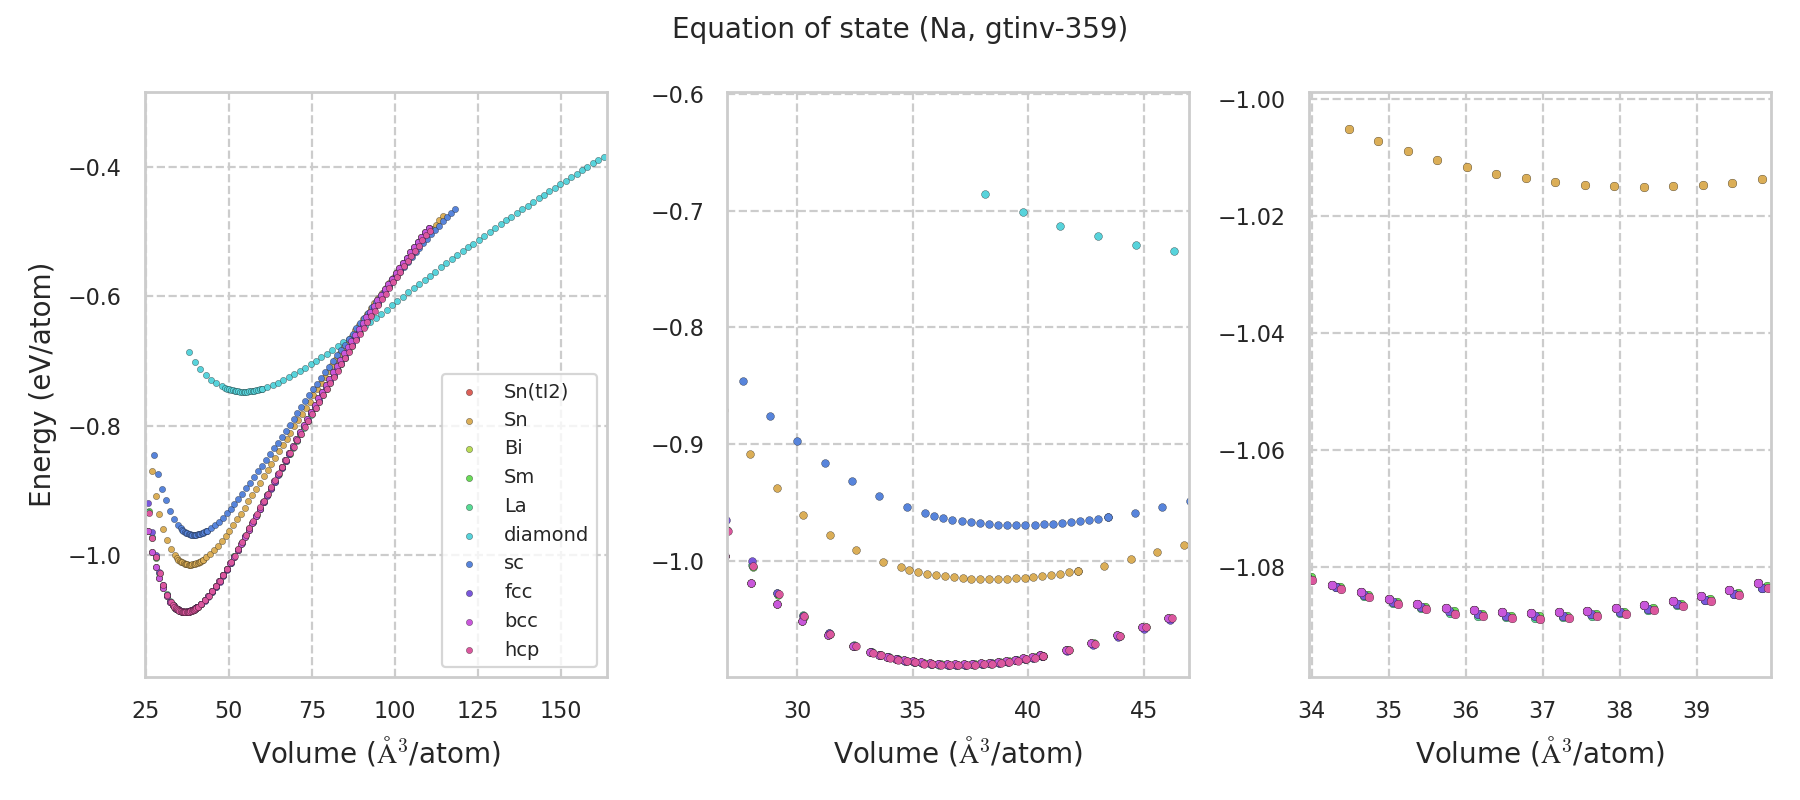 Equation of state (Na, gtinv-359)
Energy (eV/atom)
−0.4
−0.6
−0.8
−1.0
25 50 75 100 125 150
Volume (Å³/atom)
Sn(tI2)
Sn
Bi
Sm
La
diamond
sc
fcc
bcc
hcp
−0.6
−0.7
−0.8
−0.9
−1.0
30 35 40 45
Volume (Å³/atom)
−1.00
−1.02
−1.04
−1.06
−1.08
34 35 36 37 38 39
Volume (Å³/atom)